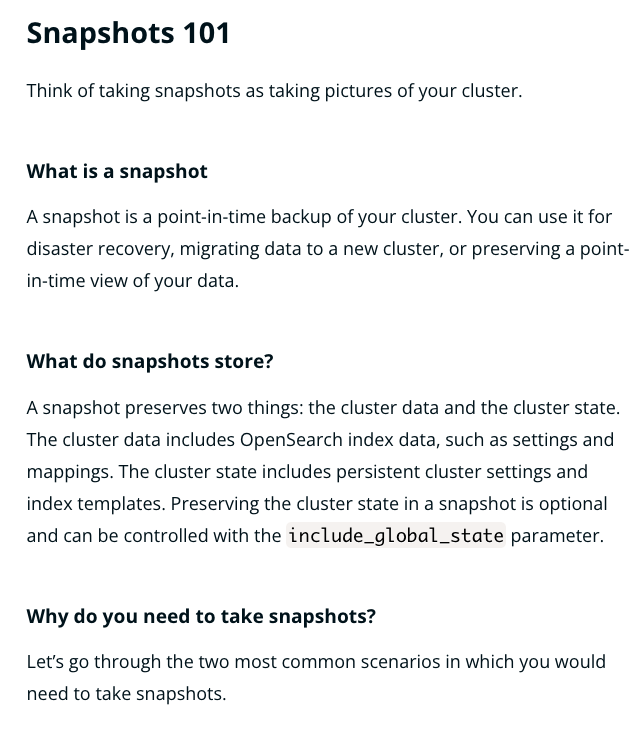 Snapshots 101
Think of taking snapshots as taking pictures of your cluster.
What is a snapshot
A snapshot is a point-in-time backup of your cluster. You can use it for
disaster recovery, migrating data to a new cluster, or preserving a point-
in-time view of your data.
What do snapshots store?
A snapshot preserves two things: the cluster data and the cluster state.
The cluster data includes OpenSearch index data, such as settings and
mappings. The cluster state includes persistent cluster settings and
index templates. Preserving the cluster state in a snapshot is optional
and can be controlled with the include_global_state parameter.
Why do you need to take snapshots?
Let’s go through the two most common scenarios in which you would
need to take snapshots.